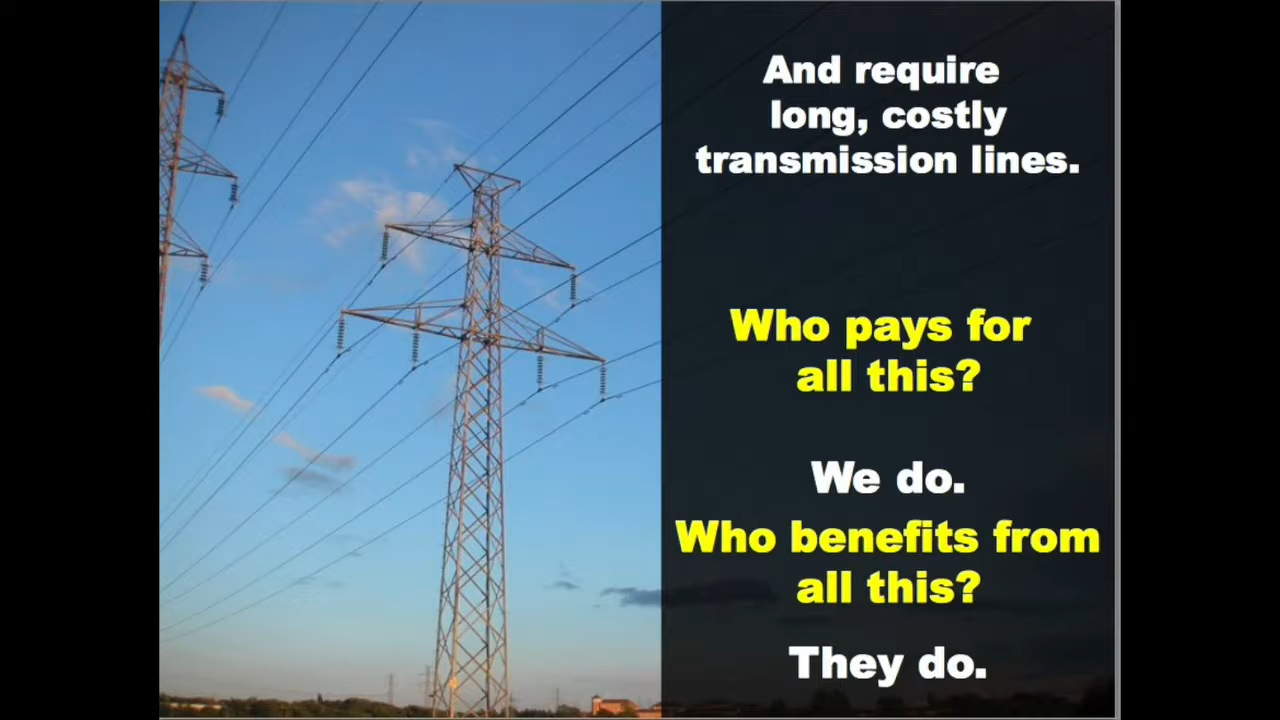 And require
long, costly
transmission lines.
Who pays for
all this?
We do.
Who benefits from
all this?
They do.